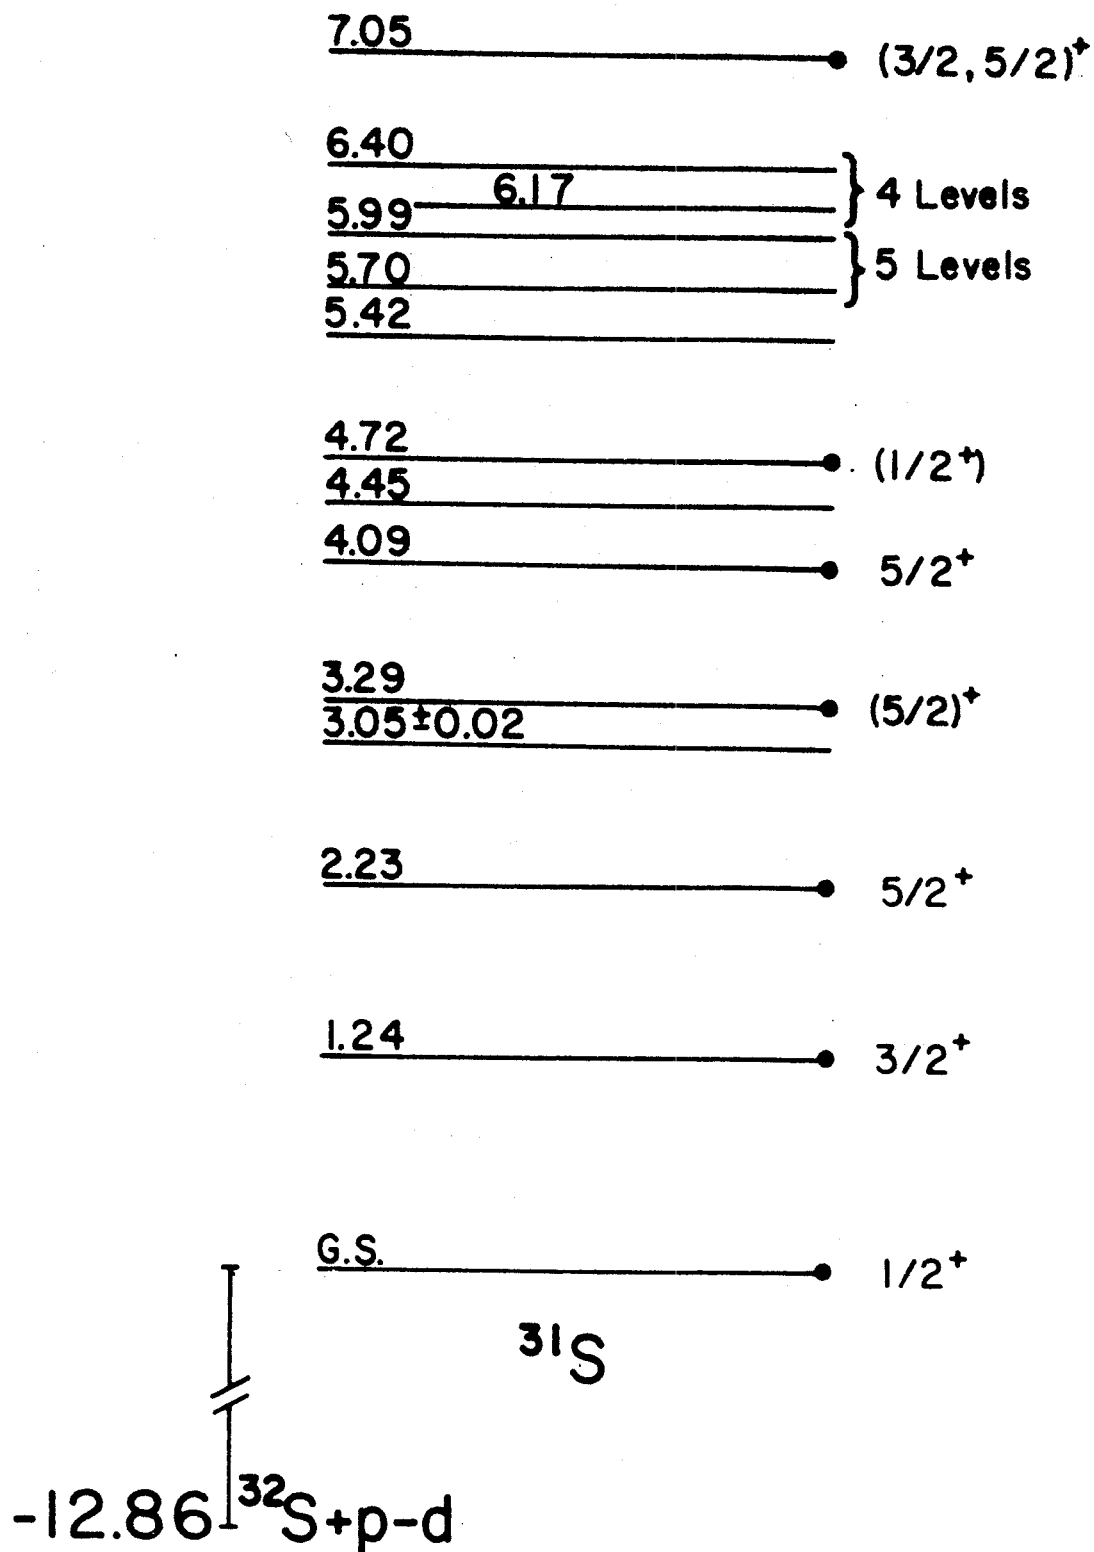 7.05 (3/2, 5/2)⁺
6.40
6.17
4 Levels
5.99
5.70
5 Levels
5.42
4.72 (1/2⁺)
4.45
4.09 5/2⁺
3.29 (5/2)⁺
3.05±0.02
2.23 5/2⁺
1.24 3/2⁺
G.S. 1/2⁺
³¹S
-12.86 ³²S+p-d